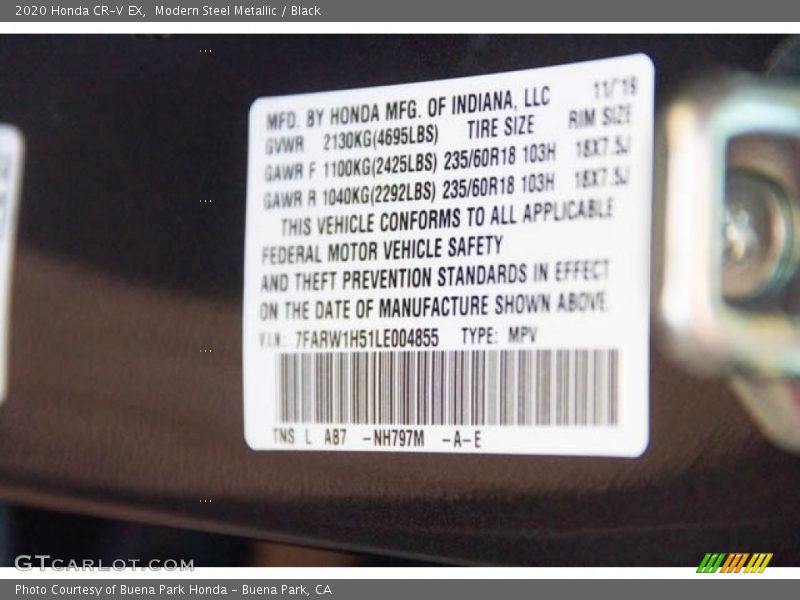 2020 Honda CR-V EX, Modern Steel Metallic / Black
MFD. BY HONDA MFG. OF INDIANA, LLC 11/19
GVWR 2130KG(4695LBS) TIRE SIZE RIM SIZE
GAWR F 1100KG(2425LBS) 235/60R18 103H 18X7.5J
GAWR R 1040KG(2292LBS) 235/60R18 103H 18X7.5J
THIS VEHICLE CONFORMS TO ALL APPLICABLE
FEDERAL MOTOR VEHICLE SAFETY
AND THEFT PREVENTION STANDARDS IN EFFECT
ON THE DATE OF MANUFACTURE SHOWN ABOVE.
V.I.N: 7FARW1H51LE004855 TYPE: MPV
TNS L AB7 -NH797M -A-E
GTCARLOT.COM
Photo Courtesy of Buena Park Honda - Buena Park, CA